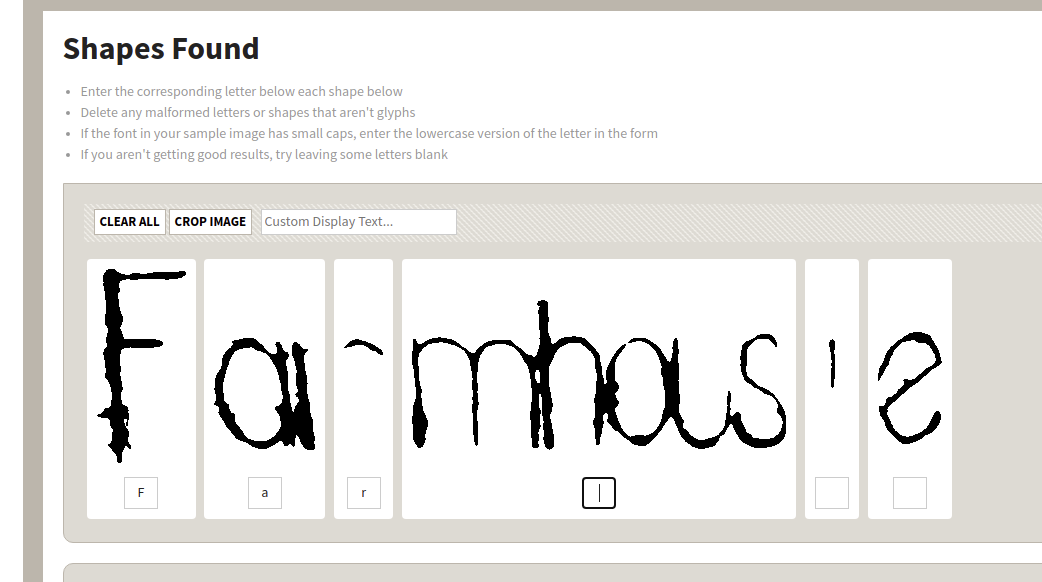 Shapes Found
Enter the corresponding letter below each shape below
Delete any malformed letters or shapes that aren't glyphs
If the font in your sample image has small caps, enter the lowercase version of the letter in the form
If you aren't getting good results, try leaving some letters blank
CLEAR ALL CROP IMAGE Custom Display Text...
Farmhouse
F a r